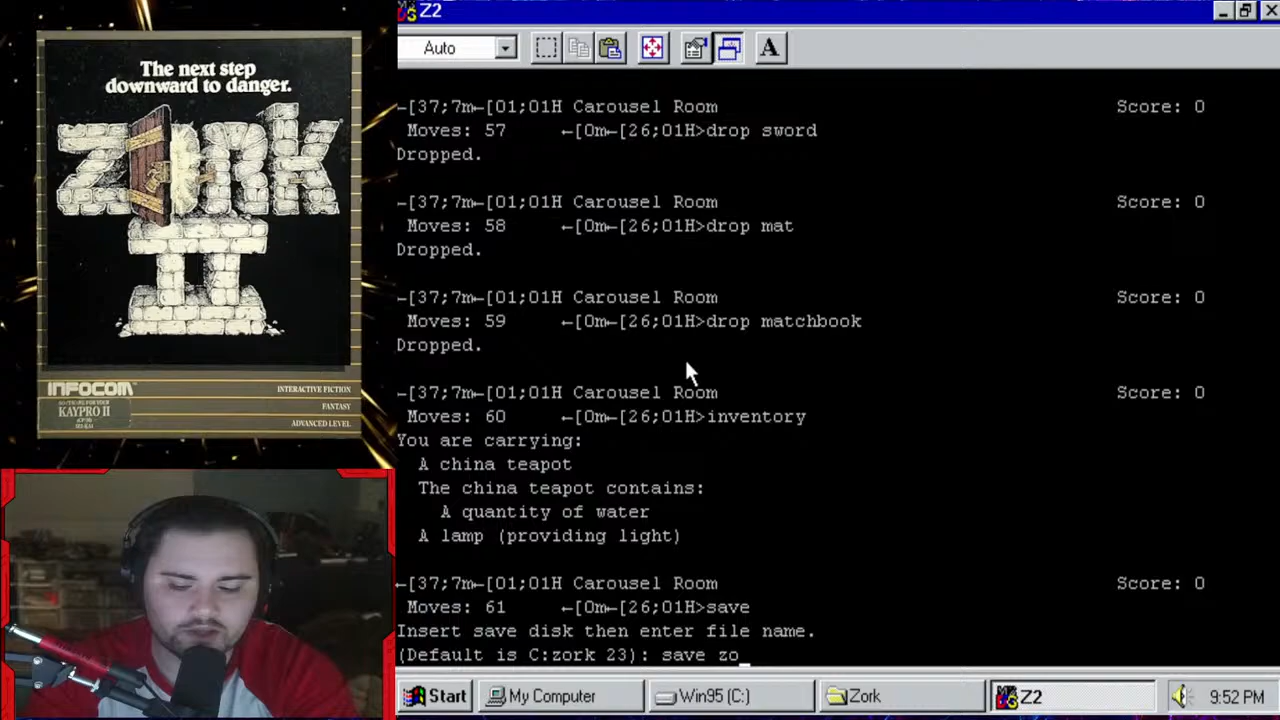 The next step
downward to danger.
ZORK
II
INFOCOM
INTERACTIVE FICTION
FANTASY
ADVANCED LEVEL
KAYPRO II
Z2
Auto
A
←[37;7m←[01;01H Carousel Room Score: 0
Moves: 57 ←[0m←[26;01H>drop sword
Dropped.
←[37;7m←[01;01H Carousel Room Score: 0
Moves: 58 ←[0m←[26;01H>drop mat
Dropped.
←[37;7m←[01;01H Carousel Room Score: 0
Moves: 59 ←[0m←[26;01H>drop matchbook
Dropped.
←[37;7m←[01;01H Carousel Room Score: 0
Moves: 60 ←[0m←[26;01H>inventory
You are carrying:
A china teapot
The china teapot contains:
A quantity of water
A lamp (providing light)
←[37;7m←[01;01H Carousel Room Score: 0
Moves: 61 ←[0m←[26;01H>save
Insert save disk then enter file name.
(Default is C:zork 23): save zo_
Start My Computer Win95 (C:) Zork Z2 9:52 PM